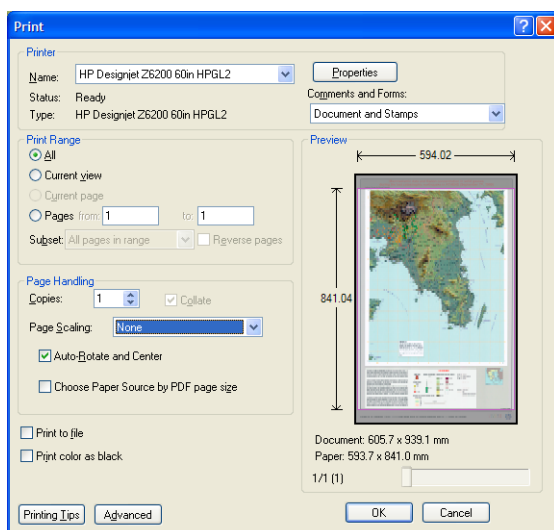 Print
Printer
Name: HP Designjet Z6200 60in HPGL2 Properties
Status: Ready Comments and Forms:
Type: HP Designjet Z6200 60in HPGL2 Document and Stamps
Print Range
All
Current view
Current page
Pages from: 1 to: 1
Subset: All pages in range Reverse pages
Page Handling
Copies: 1 Collate
Page Scaling: None
Auto-Rotate and Center
Choose Paper Source by PDF page size
Print to file
Print color as black
Printing Tips Advanced
Preview
594.02
841.04
Document: 605.7 x 939.1 mm
Paper: 593.7 x 841.0 mm
1/1 (1)
OK Cancel